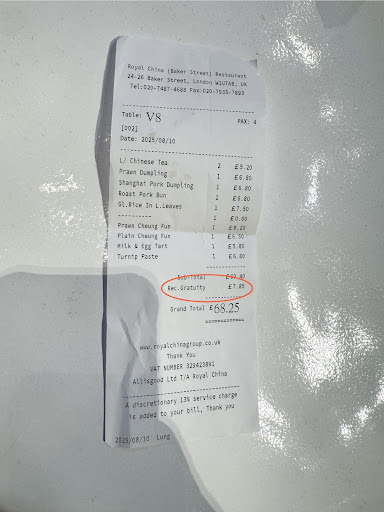 Royal China (Baker Street) Restaurant
24-26 Baker Street, London W1U7AB, UK
Tel:020-7487-4688 Fax:020-7935-7893
Table: V8 PAX: 4
[002]
Date: 2025/08/10
L/ Chinese Tea 2 £5.20
Prawn Dumpling 1 £6.80
Shanghai Pork Dumpling 1 £6.80
Roast Pork Bun 1 £6.80
Gl.Rice In L.Leaves 1 £7.50
---------- 1 £0.00
Prawn Cheung Fun 1 £8.20
Plain Cheung Fun 1 £6.50
Milk & Egg Tart 1 £5.80
Turnip Paste 1 £6.80
Sub-Total £60.40
Rec.Gratuity £7.85
Grand Total £68.25
www.royalchinagroup.co.uk
Thank You
VAT NUMBER 329423891
Allisgood Ltd T/A Royal China
A discretionary 13% service charge
is added to your bill, Thank you
2025/08/10 Lung